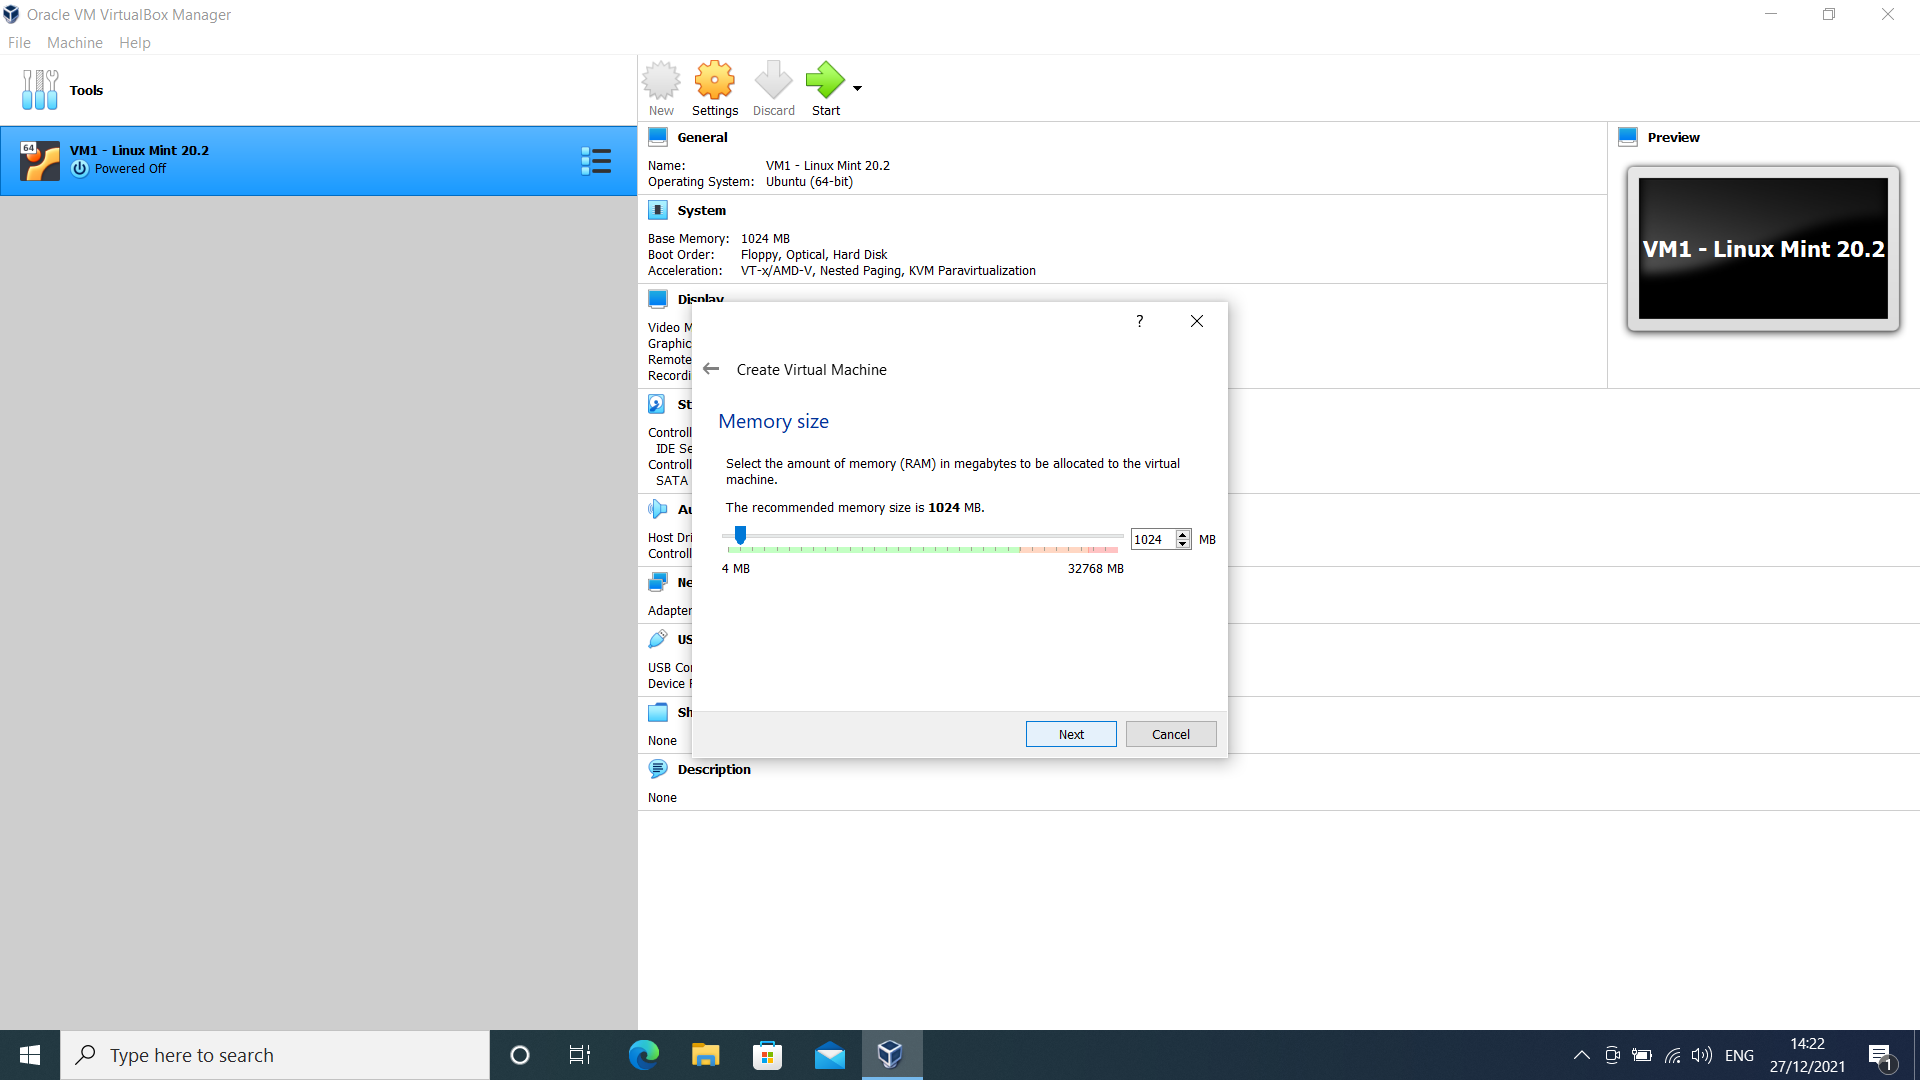 Oracle VM VirtualBox Manager
File Machine Help
Tools
64
VM1 - Linux Mint 20.2
Powered Off
New Settings Discard Start
General
Name: VM1 - Linux Mint 20.2
Operating System: Ubuntu (64-bit)
System
Base Memory: 1024 MB
Boot Order: Floppy, Optical, Hard Disk
Acceleration: VT-x/AMD-V, Nested Paging, KVM Paravirtualization
Preview
VM1 - Linux Mint 20.2
Display
Video M
Graphic
Remote
Recordi
St
Controll
IDE Se
Controll
SATA
Au
Host Dri
Controll
Ne
Adapter
US
USB Co
Device F
Sh
None
Description
None
?
Create Virtual Machine
Memory size
Select the amount of memory (RAM) in megabytes to be allocated to the virtual
machine.
The recommended memory size is 1024 MB.
1024 MB
4 MB 32768 MB
Next Cancel
Type here to search
ENG
14:22
27/12/2021
1